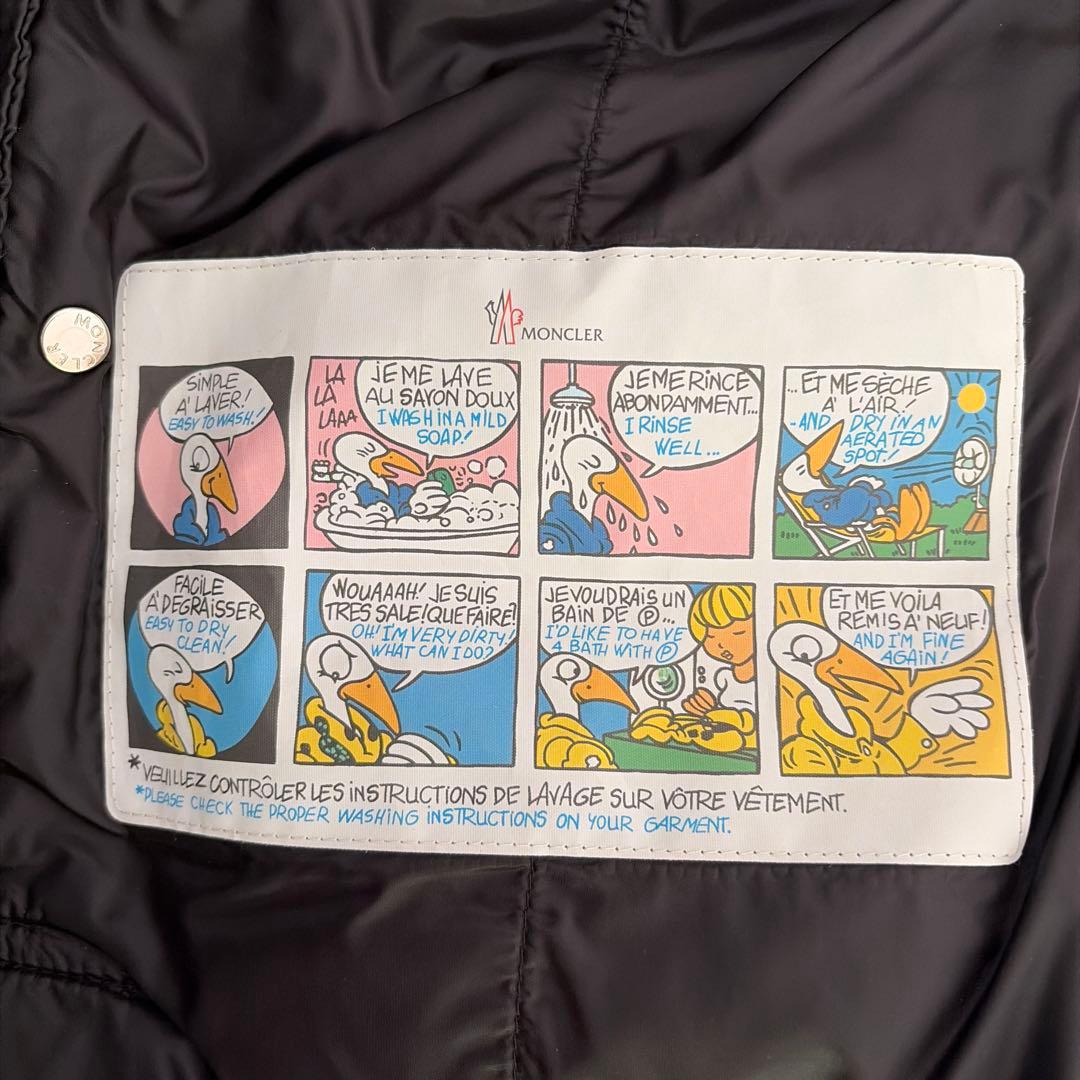 MONCLER
MONCLER
SIMPLE
A' LAVER!
EASY TO WASH!
LA
LA
LAAA
JE ME LAVE
AU SAVON DOUX
I WASH IN A MILD
SOAP!
JE ME RINCE
ABONDAMMENT...
I RINSE
WELL...
...ET ME SÈCHE
A' L'AIR.
-AND DRY IN AN
AERATED
SPOT!
FACILE
A' DEGRAISSER
EASY TO DRY
CLEAN!
WOUAAAH! JE SUIS
TRES SALE! QUE FAIRE?
OH! I'M VERY DIRTY!
WHAT CAN I DO?
JE VOUDRAIS UN
BAIN DE Ⓟ...
I'D LIKE TO HAVE
A BATH WITH Ⓟ
ET ME VOILA
REMIS A' NEUF!
AND I'M FINE
AGAIN!
*VEUILLEZ CONTRÔLER LES INSTRUCTIONS DE LAVAGE SUR VÔTRE VÊTEMENT.
*PLEASE CHECK THE PROPER WASHING INSTRUCTIONS ON YOUR GARMENT.